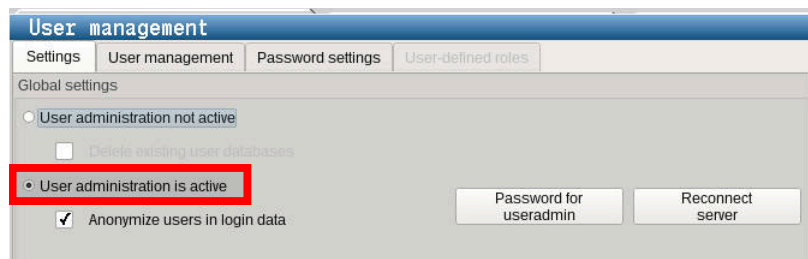 User management
Settings User management Password settings User-defined roles
Global settings
User administration not active
Delete existing user databases
User administration is active
Password for useradmin
Reconnect server
Anonymize users in login data